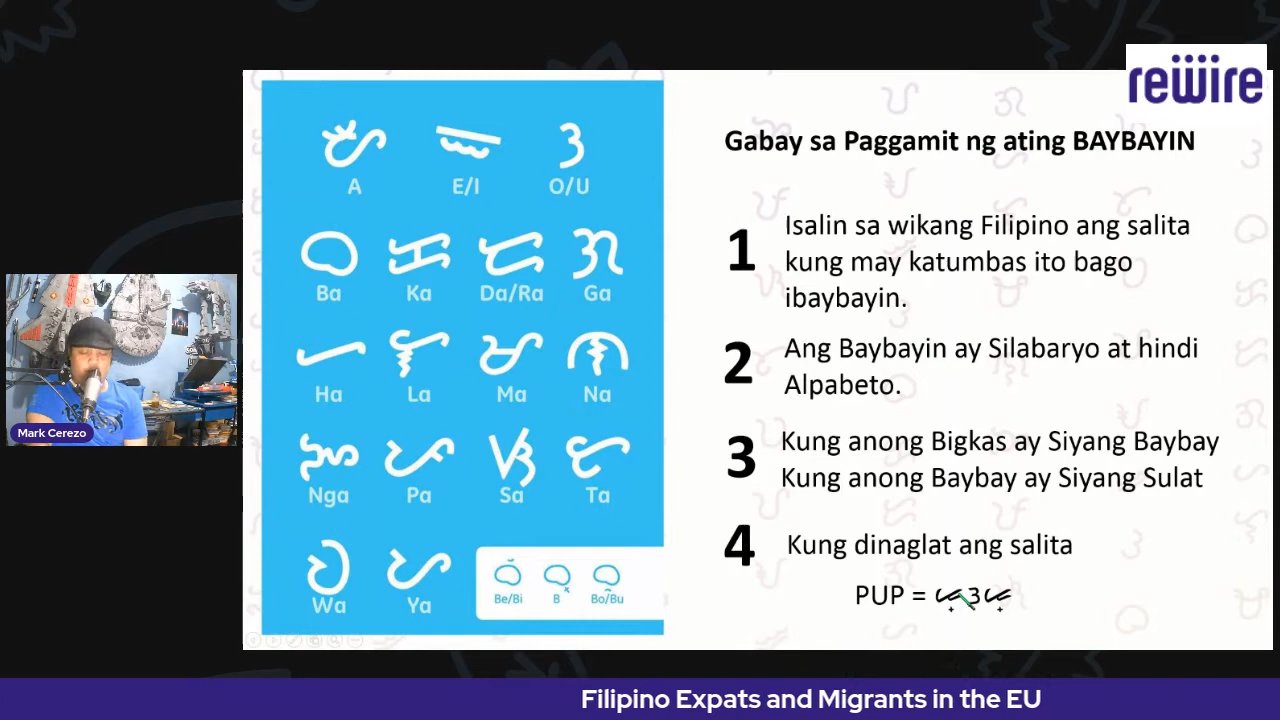 rewire
Gabay sa Paggamit ng ating BAYBAYIN
ᜀ ᜁ ᜂ
A E/I O/U
ᜊ ᜃ ᜇ ᜄ
Ba Ka Da/Ra Ga
ᜑ ᜎ ᜋ ᜈ
Ha La Ma Na
ᜅ ᜉ ᜐ ᜆ
Nga Pa Sa Ta
ᜏ ᜌ
Wa Ya
ᜊᜒ ᜊ᜔ ᜊᜓ
Be/Bi B Bo/Bu
1 Isalin sa wikang Filipino ang salita
kung may katumbas ito bago
ibaybayin.
2 Ang Baybayin ay Silabaryo at hindi
Alpabeto.
3 Kung anong Bigkas ay Siyang Baybay
Kung anong Baybay ay Siyang Sulat
4 Kung dinaglat ang salita
PUP = ᜉ᜔ᜂᜉ᜔
Mark Cerezo
Filipino Expats and Migrants in the EU